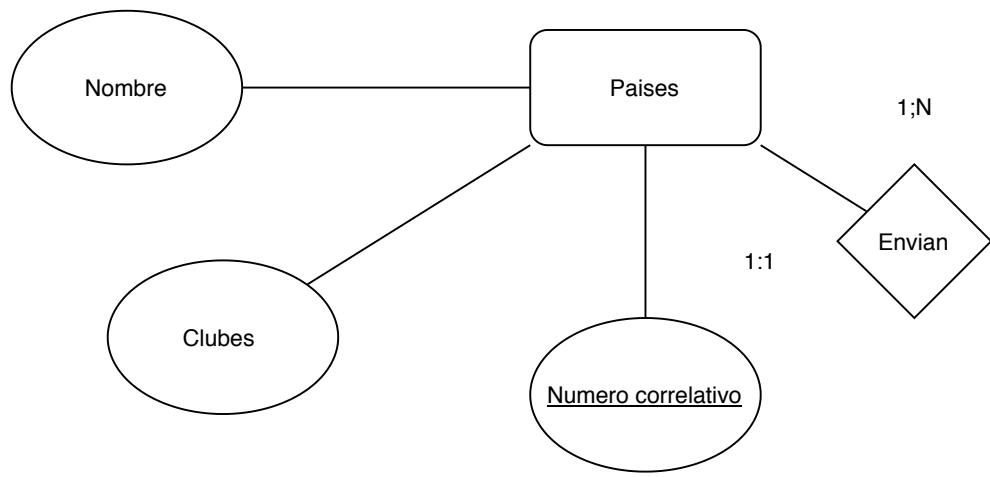 Nombre
Paises
1;N
Envian
1:1
Clubes
Numero correlativo